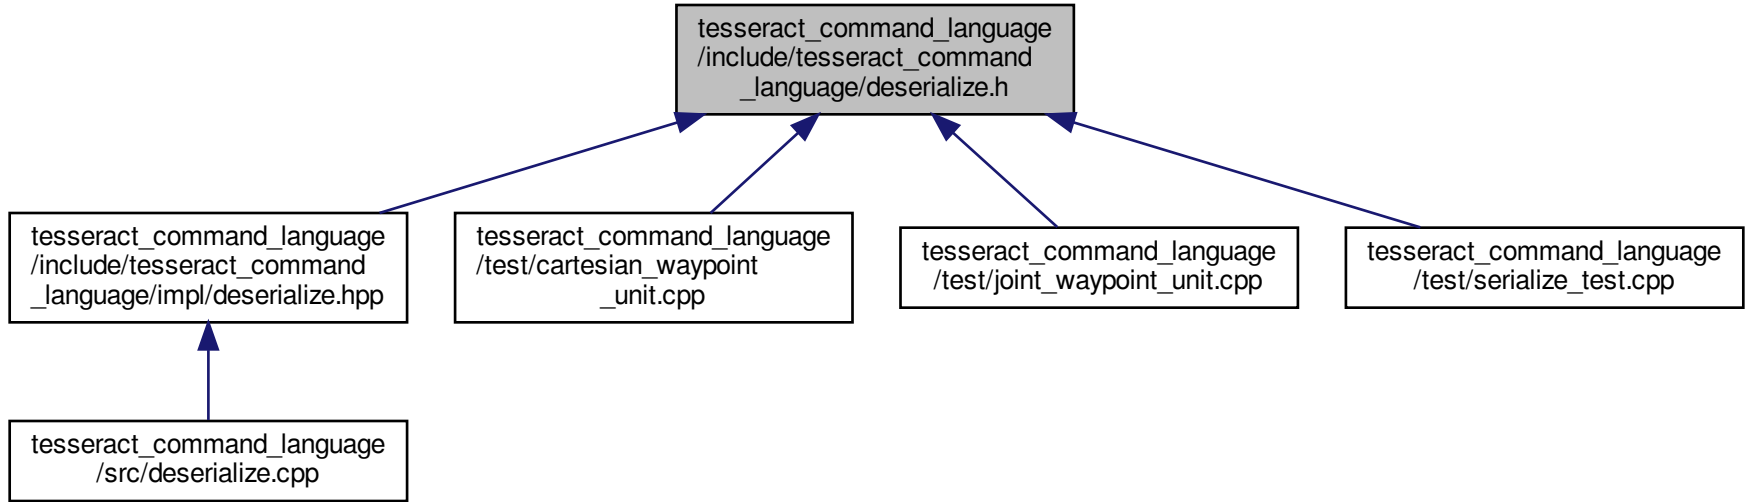 tesseract_command_language
/include/tesseract_command
_language/deserialize.h
tesseract_command_language
/include/tesseract_command
_language/impl/deserialize.hpp
tesseract_command_language
/test/cartesian_waypoint
_unit.cpp
tesseract_command_language
/test/joint_waypoint_unit.cpp
tesseract_command_language
/test/serialize_test.cpp
tesseract_command_language
/src/deserialize.cpp